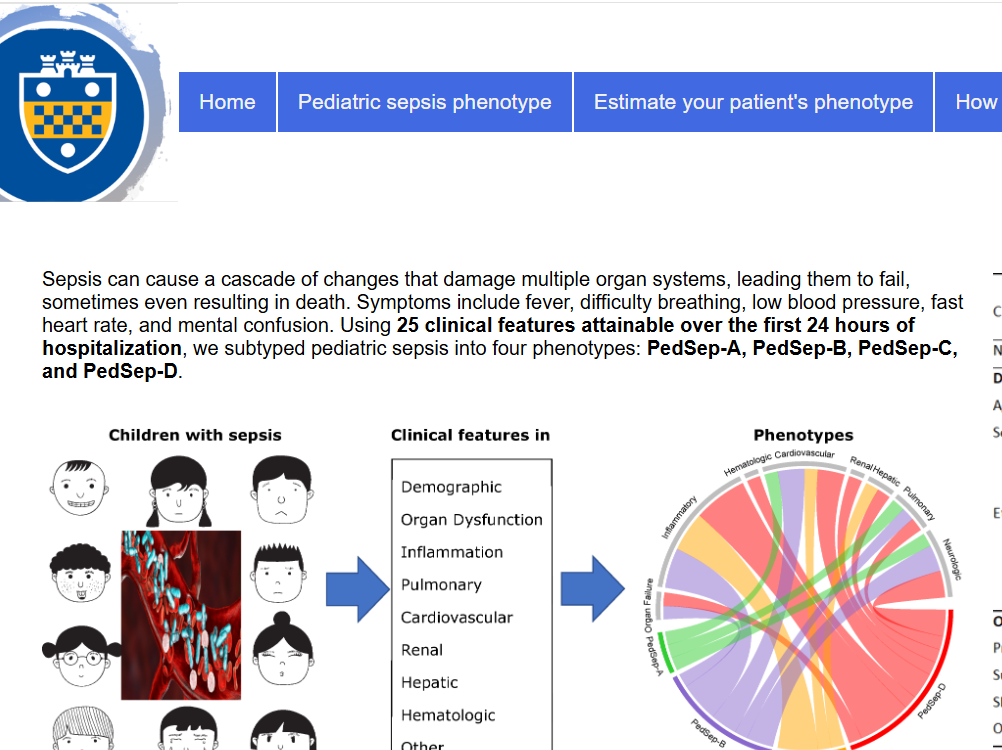 Home
Pediatric sepsis phenotype
Estimate your patient's phenotype
How
Sepsis can cause a cascade of changes that damage multiple organ systems, leading them to fail,
sometimes even resulting in death. Symptoms include fever, difficulty breathing, low blood pressure, fast
heart rate, and mental confusion. Using 25 clinical features attainable over the first 24 hours of
hospitalization, we subtyped pediatric sepsis into four phenotypes: PedSep-A, PedSep-B, PedSep-C,
and PedSep-D.
Children with sepsis
Clinical features in
Demographic
Organ Dysfunction
Inflammation
Pulmonary
Cardiovascular
Renal
Hepatic
Hematologic
Other
Phenotypes
Hematologic
Cardiovascular
Renal
Hepatic
Pulmonary
Neurologic
Inflammatory
Organ Failure
PedSep-A
PedSep-B
PedSep-D